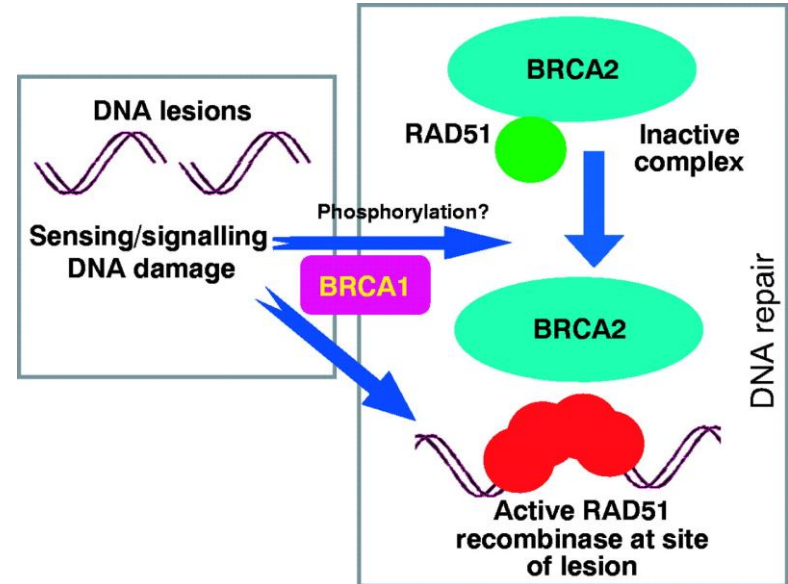 DNA lesions
Sensing/signalling
DNA damage
Phosphorylation?
BRCA1
BRCA2
RAD51
Inactive
complex
BRCA2
Active RAD51
recombinase at site
of lesion
DNA repair